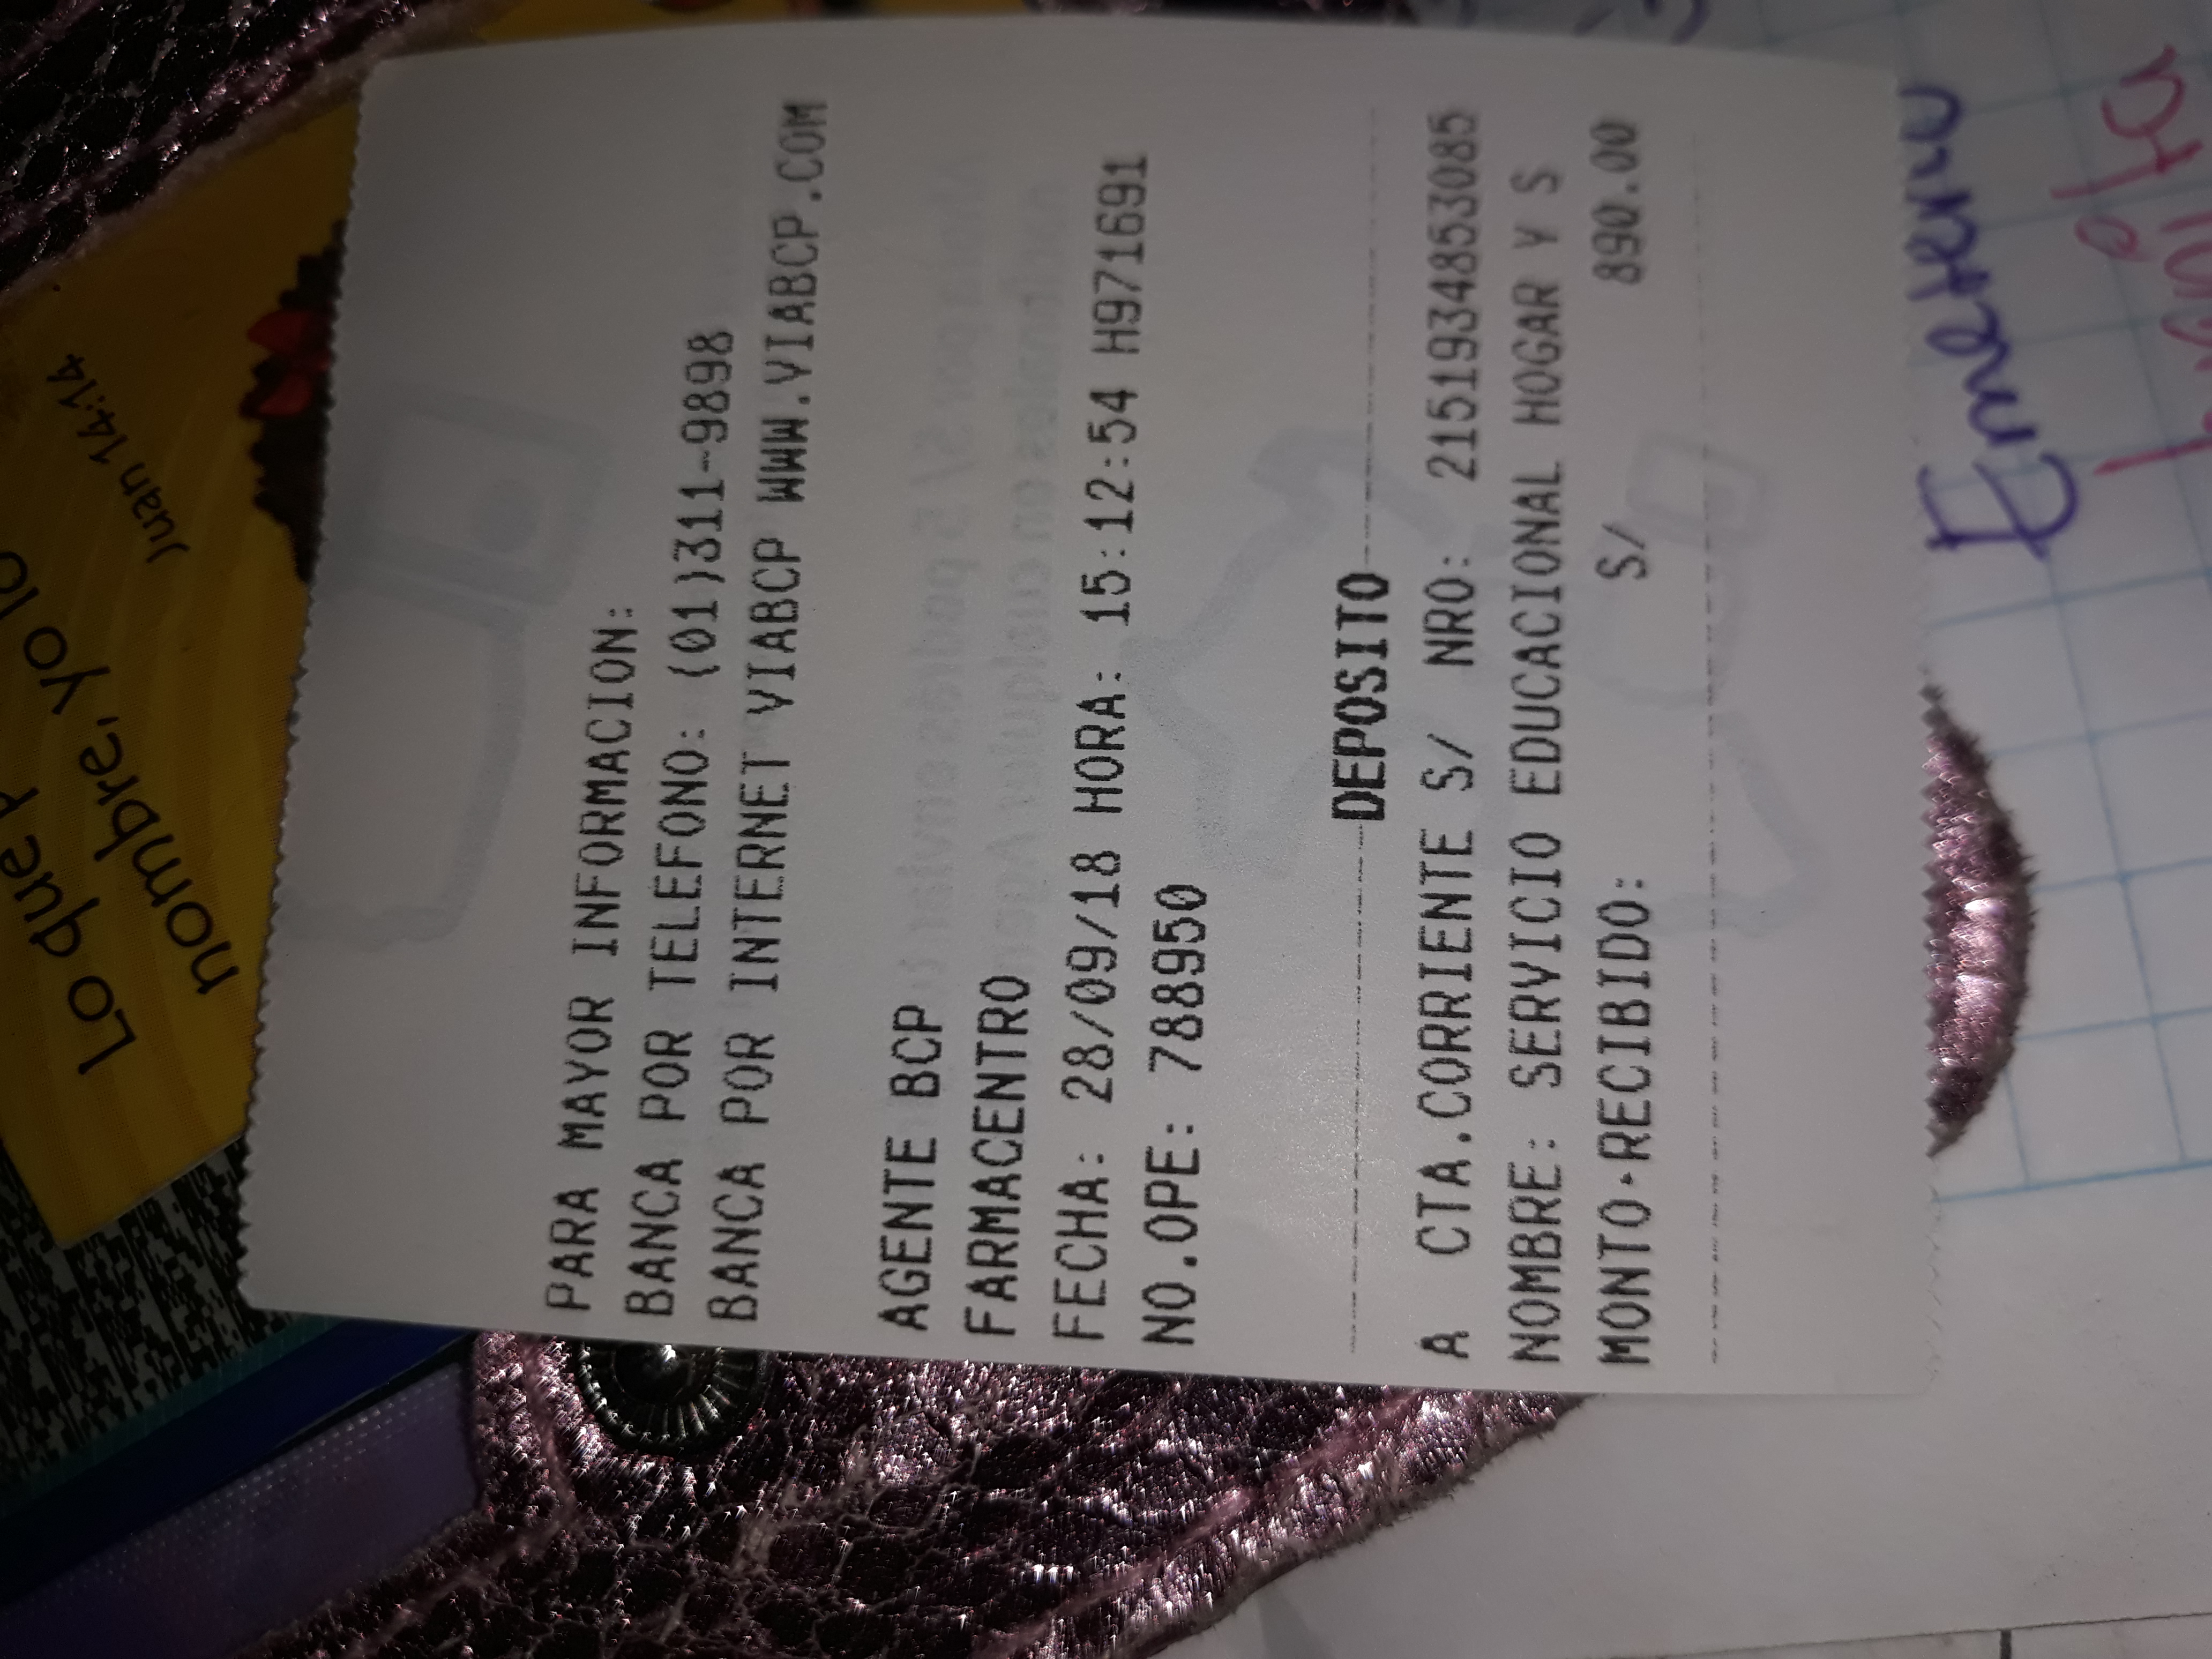 PARA MAYOR INFORMACION:
BANCA POR TELEFONO: (01)311-9898
BANCA POR INTERNET VIABCP WWW.VIABCP.COM
AGENTE BCP
FARMACENTRO
FECHA: 28/09/18 HORA: 15:12:54 H971691
NO.OPE: 788950
DEPOSITO
A CTA.CORRIENTE S/ NRO: 2151934853085
NOMBRE: SERVICIO EDUCACIONAL HOGAR Y S
MONTO RECIBIDO: S/ 890.00
Lo que
nombre, yo lo
Juan 14:14